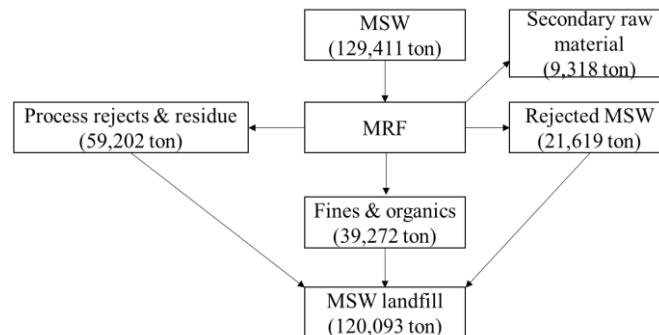 MSW
(129,411 ton)
Secondary raw
material
(9,318 ton)
Process rejects & residue
(59,202 ton)
MRF
Rejected MSW
(21,619 ton)
Fines & organics
(39,272 ton)
MSW landfill
(120,093 ton)